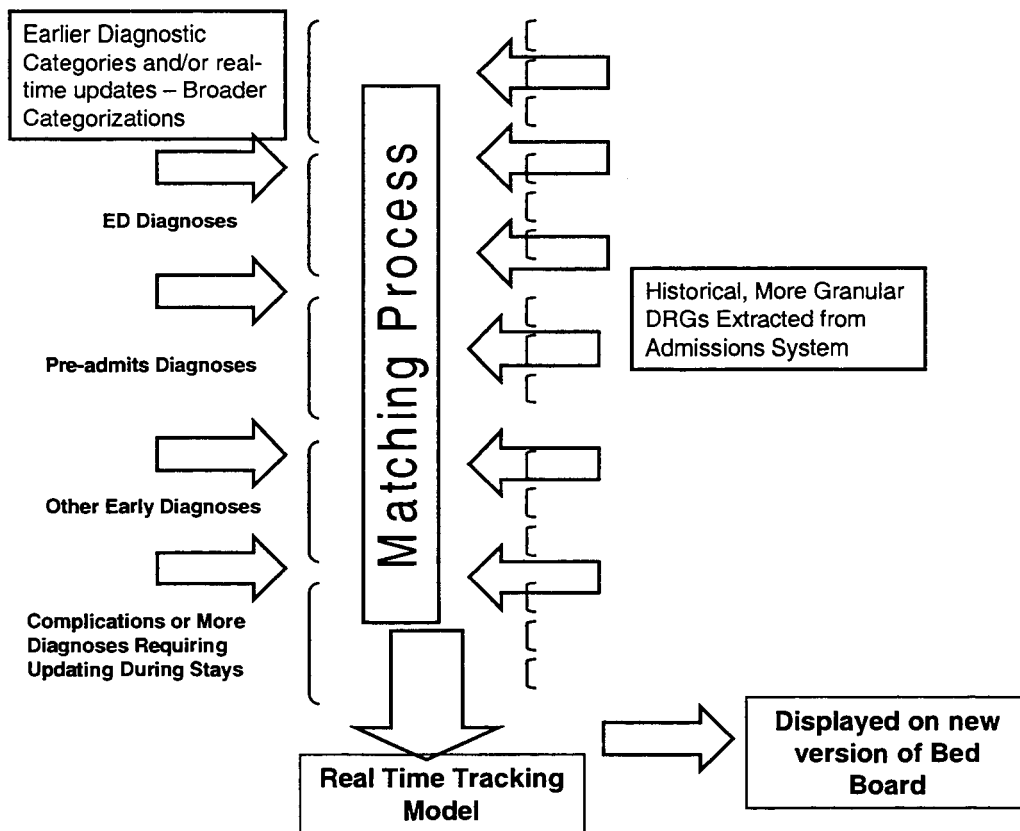 Earlier Diagnostic
Categories and/or real-
time updates – Broader
Categorizations
ED Diagnoses
Pre-admits Diagnoses
Other Early Diagnoses
Complications or More
Diagnoses Requiring
Updating During Stays
Matching Process
Historical, More Granular
DRGs Extracted from
Admissions System
Real Time Tracking
Model
Displayed on new
version of Bed
Board